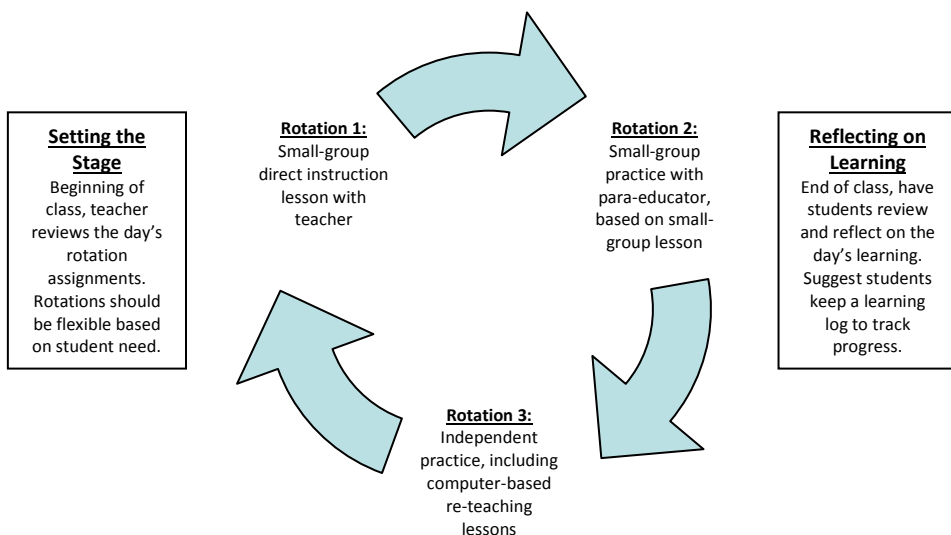 Setting the
Stage
Beginning of
class, teacher
reviews the day’s
rotation
assignments.
Rotations should
be flexible based
on student need.
Rotation 1:
Small-group
direct instruction
lesson with
teacher
Rotation 2:
Small-group
practice with
para-educator,
based on small-
group lesson
Rotation 3:
Independent
practice, including
computer-based
re-teaching
lessons
Reflecting on
Learning
End of class, have
students review
and reflect on the
day’s learning.
Suggest students
keep a learning
log to track
progress.